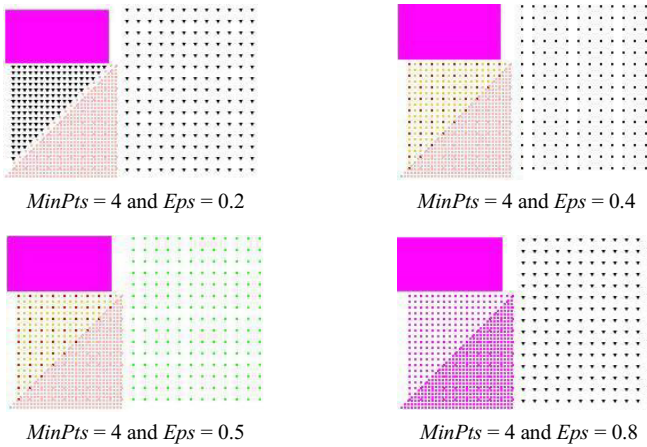 MinPts = 4 and Eps = 0.2
MinPts = 4 and Eps = 0.4
MinPts = 4 and Eps = 0.5
MinPts = 4 and Eps = 0.8